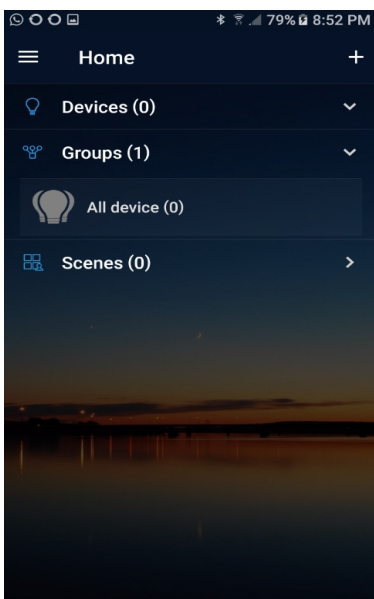 79% 8:52 PM
Home
Devices (0)
Groups (1)
All device (0)
Scenes (0)